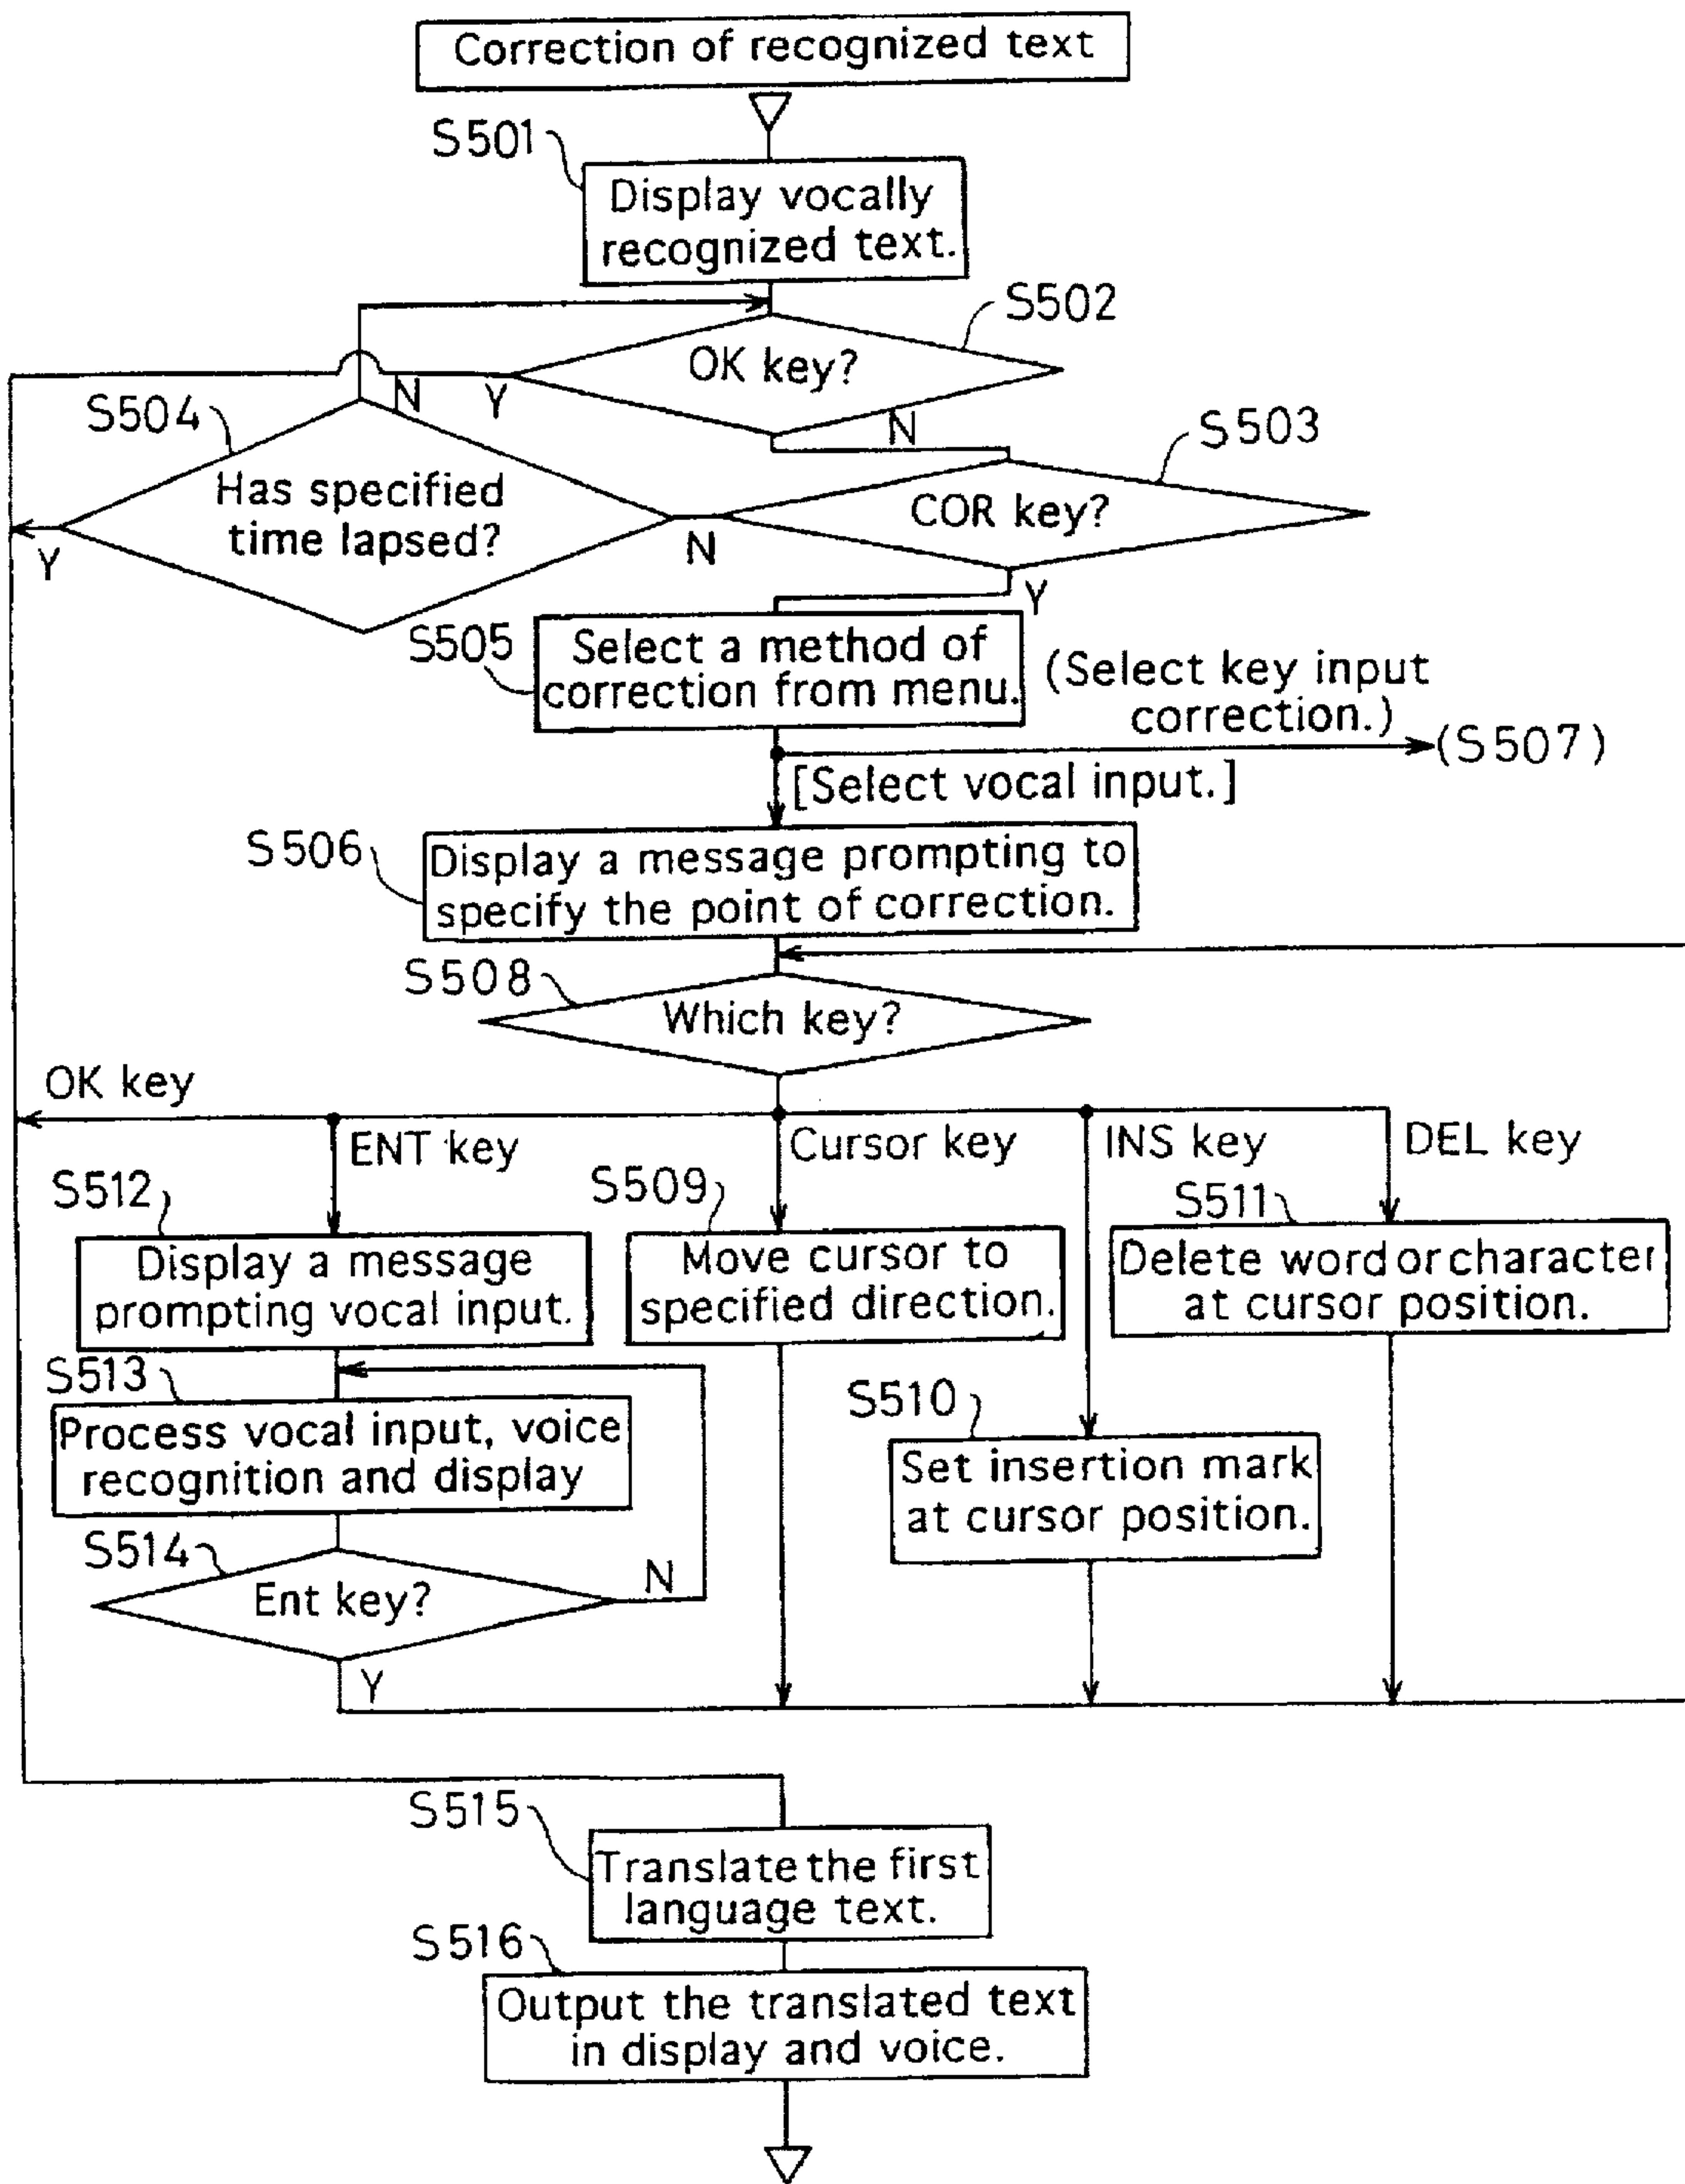 Correction of recognized text
S501
Display vocally
recognized text.
S502
OK key?
Y
N
N
S504
Has specified
time lapsed?
Y
S503
COR key?
N
Y
S505
Select a method of
correction from menu.
(Select key input
correction.)
(S507)
[Select vocal input.]
S506
Display a message prompting to
specify the point of correction.
S508
Which key?
OK key
ENT key
Cursor key
INS key
DEL key
S512
Display a message
prompting vocal input.
S509
Move cursor to
specified direction.
S511
Delete word or character
at cursor position.
S513
Process vocal input, voice
recognition and display
S510
Set insertion mark
at cursor position.
S514
Ent key?
N
Y
S515
Translate the first
language text.
S516
Output the translated text
in display and voice.